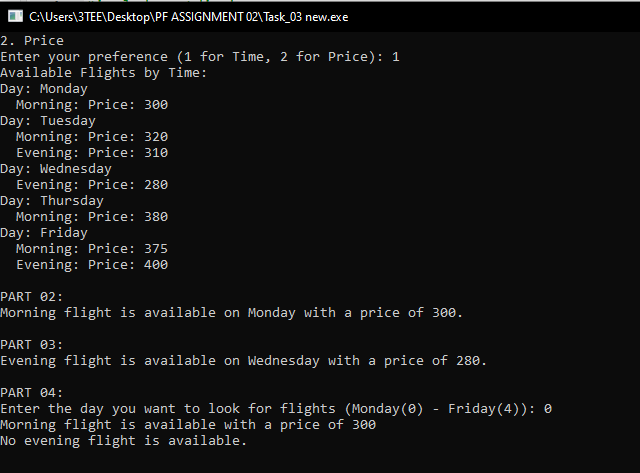 C:\Users\3TEE\Desktop\PF ASSIGNMENT 02\Task_03 new.exe
2. Price
Enter your preference (1 for Time, 2 for Price): 1
Available Flights by Time:
Day: Monday
  Morning: Price: 300
Day: Tuesday
  Morning: Price: 320
  Evening: Price: 310
Day: Wednesday
  Evening: Price: 280
Day: Thursday
  Morning: Price: 380
Day: Friday
  Morning: Price: 375
  Evening: Price: 400

PART 02:
Morning flight is available on Monday with a price of 300.

PART 03:
Evening flight is available on Wednesday with a price of 280.

PART 04:
Enter the day you want to look for flights (Monday(0) - Friday(4)): 0
Morning flight is available with a price of 300
No evening flight is available.